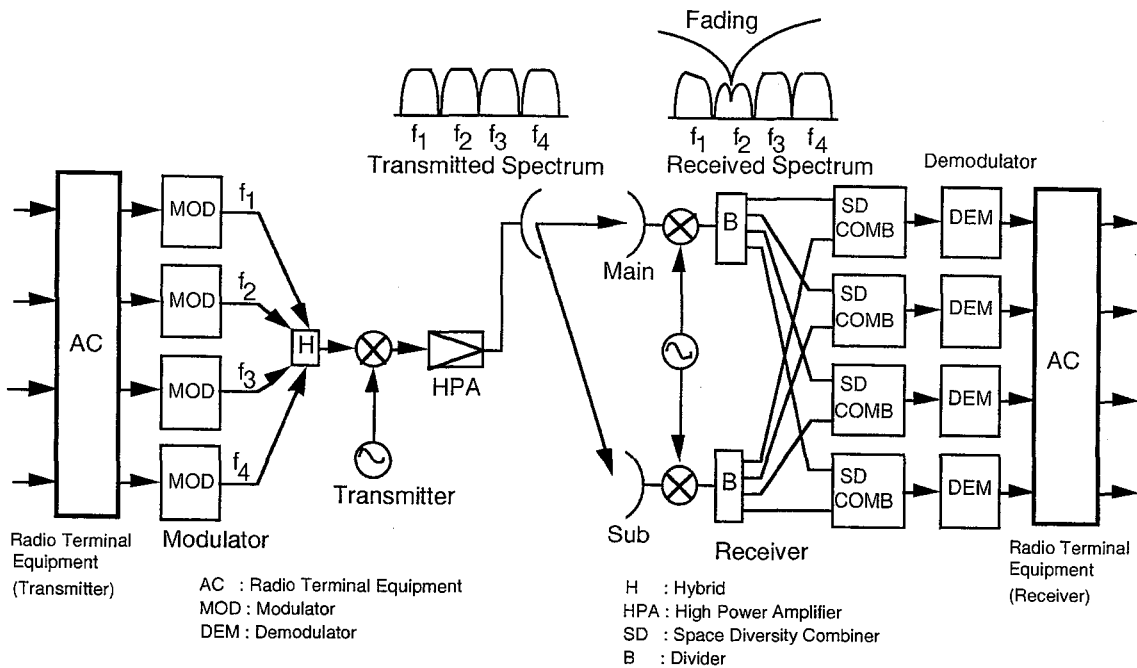 Fading
f1 f2 f3 f4
Transmitted Spectrum
f1 f2 f3 f4
Received Spectrum
Demodulator
AC
MOD
f1
MOD
f2
MOD
f3
MOD
f4
H
HPA
Transmitter
Main
Sub
B
B
SD
COMB
SD
COMB
SD
COMB
SD
COMB
DEM
DEM
DEM
DEM
AC
Radio Terminal
Equipment
(Transmitter)
Modulator
Receiver
Radio Terminal
Equipment
(Receiver)
AC : Radio Terminal Equipment
MOD : Modulator
DEM : Demodulator
H : Hybrid
HPA : High Power Amplifier
SD : Space Diversity Combiner
B : Divider